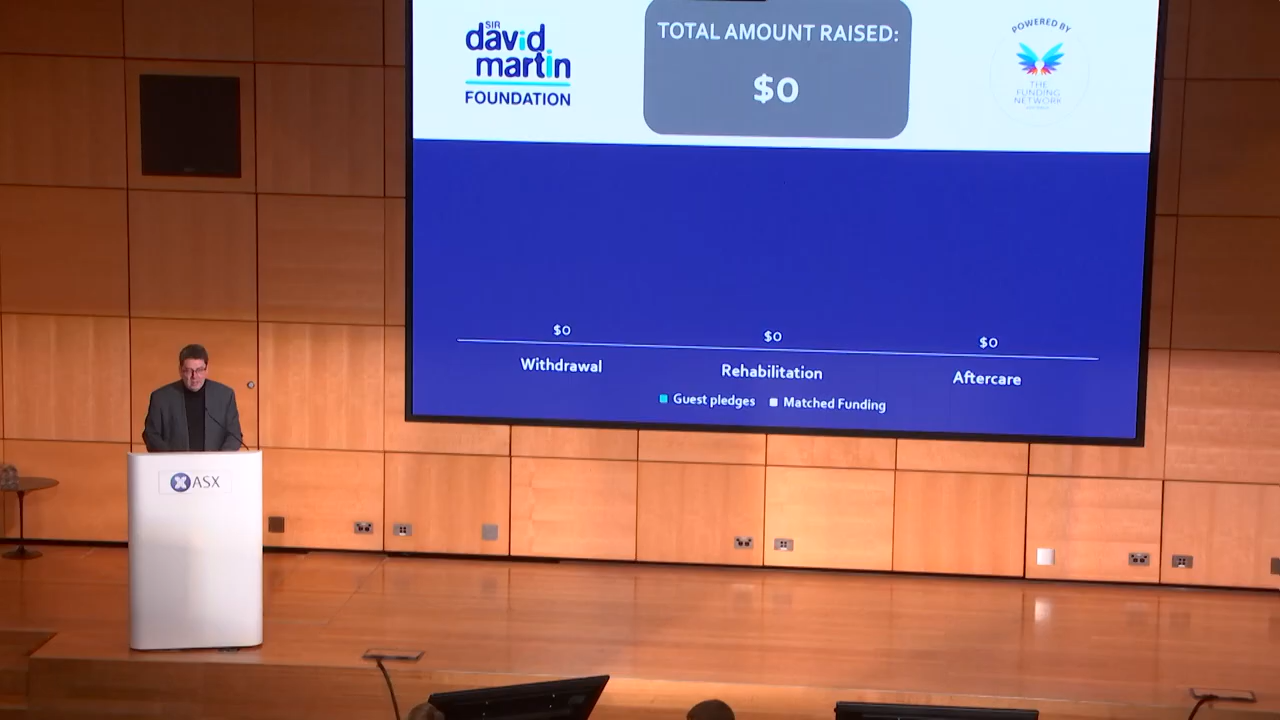 SIR
david
martin
FOUNDATION
TOTAL AMOUNT RAISED:
$0
POWERED BY
THE
FUNDING
NETWORK
$0
$0
$0
Withdrawal
Rehabilitation
Aftercare
Guest pledges
Matched Funding
ASX